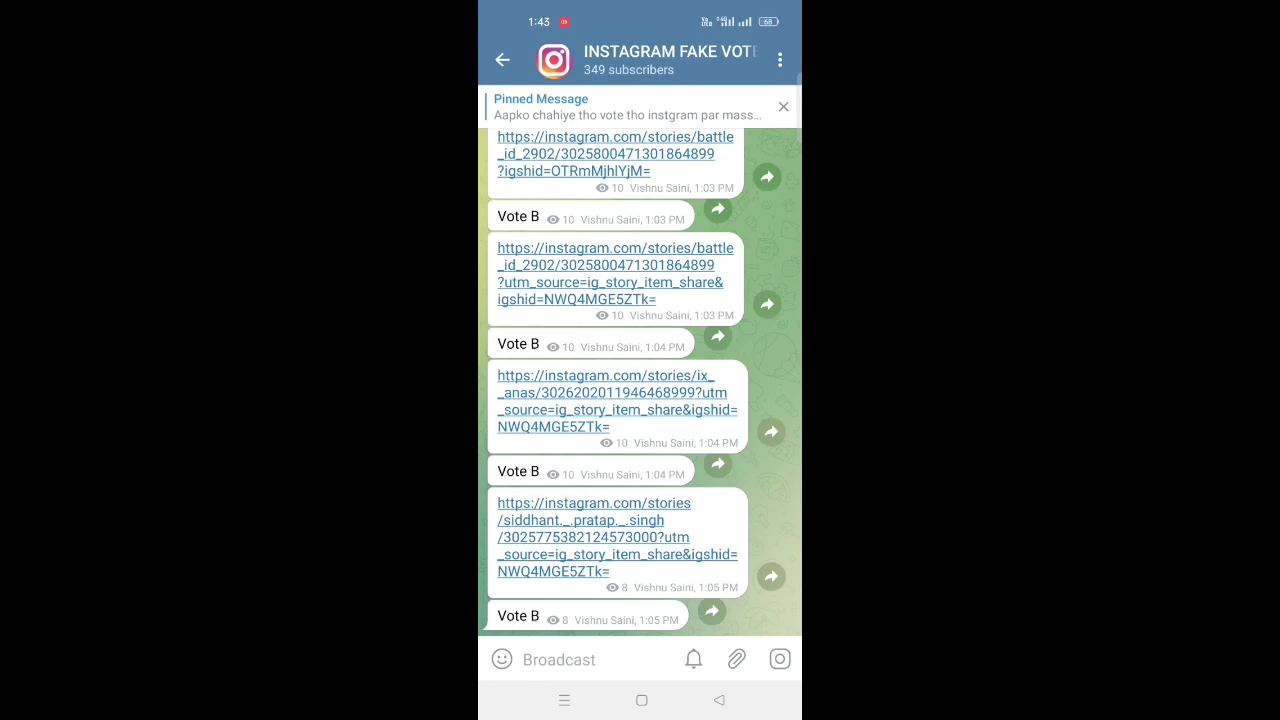 1:43
68
INSTAGRAM FAKE VOTE
349 subscribers
Pinned Message
Aapko chahiye tho vote tho instgram par mass...
https://instagram.com/stories/battle
_id_2902/3025800471301864899
?igshid=OTRmMjhlYjM=
10 Vishnu Saini, 1:03 PM
Vote B 10 Vishnu Saini, 1:03 PM
https://instagram.com/stories/battle
_id_2902/3025800471301864899
?utm_source=ig_story_item_share&
igshid=NWQ4MGE5ZTk=
10 Vishnu Saini, 1:03 PM
Vote B 10 Vishnu Saini, 1:04 PM
https://instagram.com/stories/ix_
_anas/3026202011946468999?utm
_source=ig_story_item_share&igshid=
NWQ4MGE5ZTk=
10 Vishnu Saini, 1:04 PM
Vote B 10 Vishnu Saini, 1:04 PM
https://instagram.com/stories
/siddhant._.pratap._.singh
/3025775382124573000?utm
_source=ig_story_item_share&igshid=
NWQ4MGE5ZTk=
8 Vishnu Saini, 1:05 PM
Vote B 8 Vishnu Saini, 1:05 PM
Broadcast